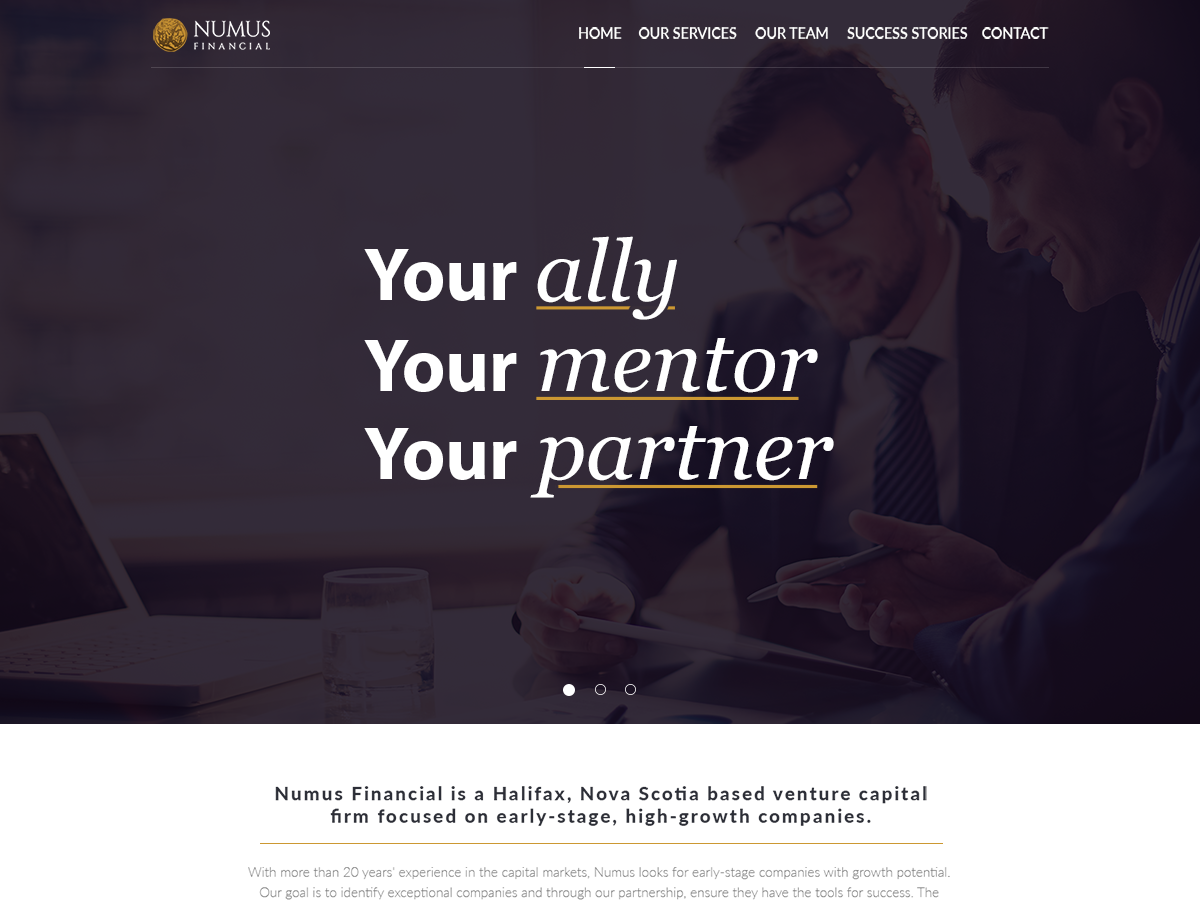 NUMUS
FINANCIAL
HOME OUR SERVICES OUR TEAM SUCCESS STORIES CONTACT
Your ally
Your mentor
Your partner
Numus Financial is a Halifax, Nova Scotia based venture capital
firm focused on early-stage, high-growth companies.
With more than 20 years' experience in the capital markets, Numus looks for early-stage companies with growth potential.
Our goal is to identify exceptional companies and through our partnership, ensure they have the tools for success. The